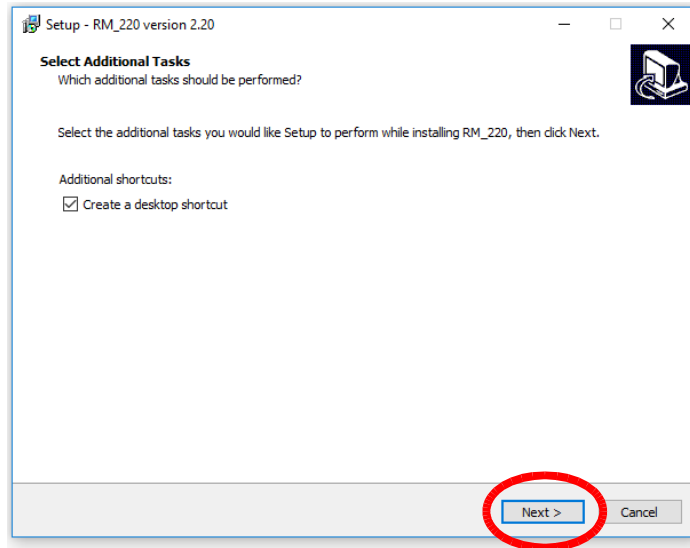 Setup - RM_220 version 2.20
Select Additional Tasks
Which additional tasks should be performed?
Select the additional tasks you would like Setup to perform while installing RM_220, then click Next.
Additional shortcuts:
Create a desktop shortcut
Next >
Cancel